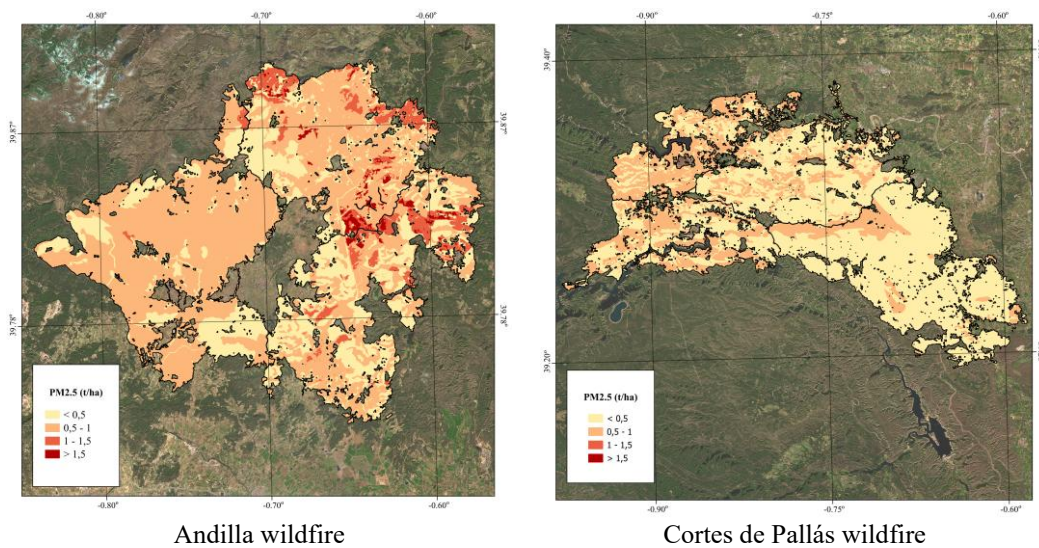 -0.80°
-0.70°
-0.60°
39.87°
39.87°
39.78°
39.78°
PM2.5 (t/ha)
< 0,5
0,5 - 1
1 - 1,5
> 1,5
-0.80°
-0.70°
-0.60°
Andilla wildfire
-0.90°
-0.75°
-0.60°
39.40°
39.20°
PM2.5 (t/ha)
< 0,5
0,5 - 1
1 - 1,5
> 1,5
-0.90°
-0.75°
-0.60°
Cortes de Pallás wildfire